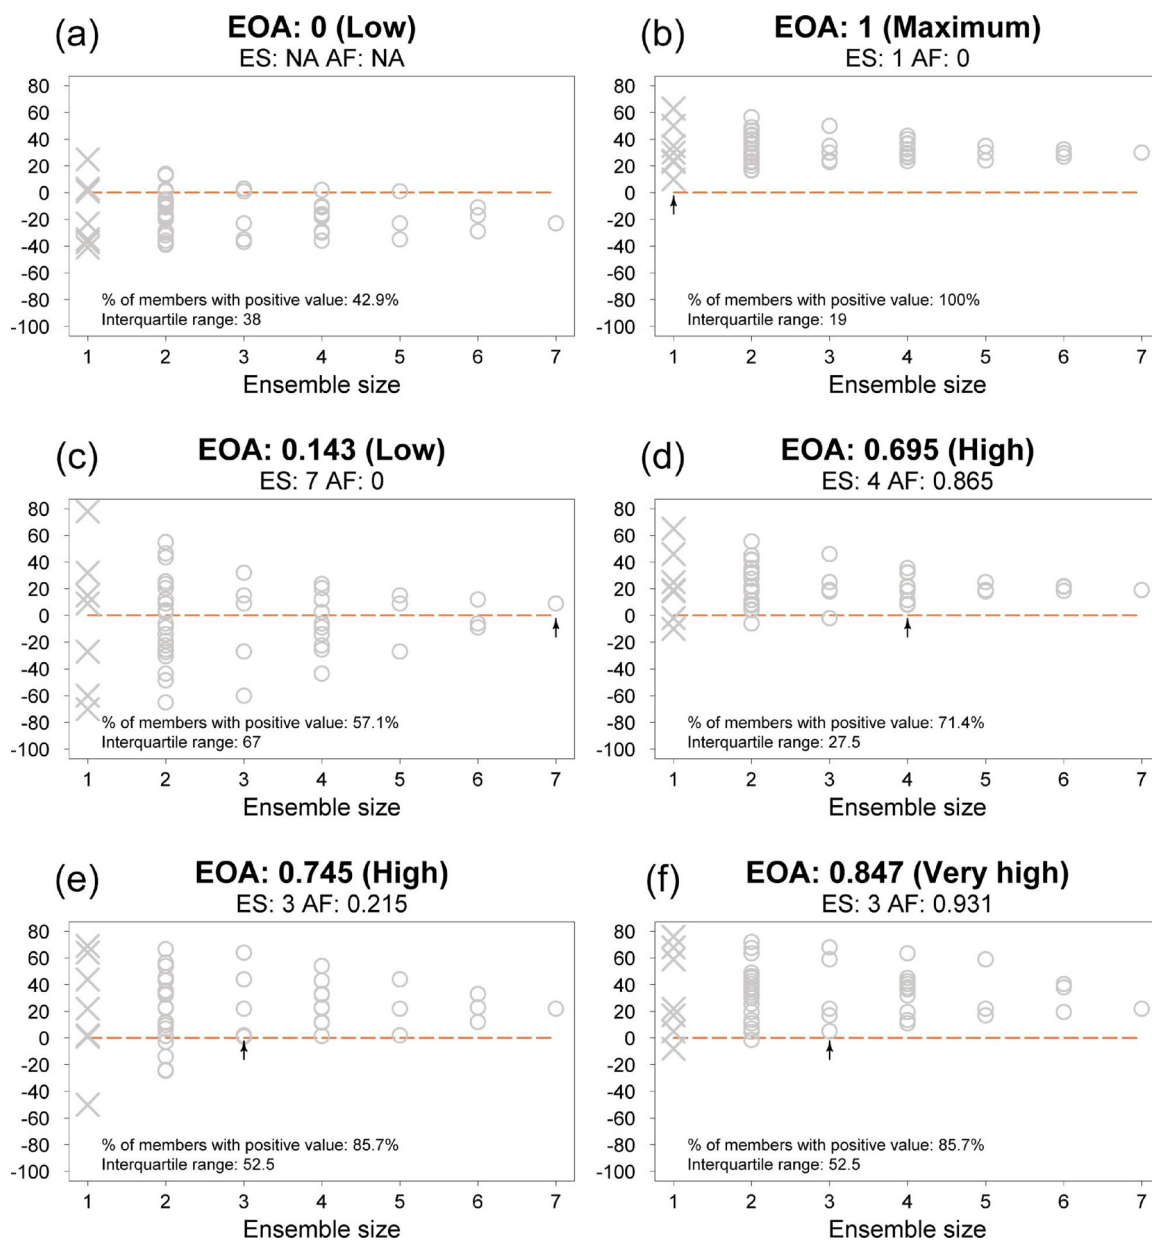 (a)
EOA: 0 (Low)
ES: NA AF: NA
80
60
40
20
0
-20
-40
-60
-80
-100
% of members with positive value: 42.9%
Interquartile range: 38
1 2 3 4 5 6 7
Ensemble size
(b)
EOA: 1 (Maximum)
ES: 1 AF: 0
80
60
40
20
0
-20
-40
-60
-80
-100
% of members with positive value: 100%
Interquartile range: 19
1 2 3 4 5 6 7
Ensemble size
(c)
EOA: 0.143 (Low)
ES: 7 AF: 0
80
60
40
20
0
-20
-40
-60
-80
-100
% of members with positive value: 57.1%
Interquartile range: 67
1 2 3 4 5 6 7
Ensemble size
(d)
EOA: 0.695 (High)
ES: 4 AF: 0.865
80
60
40
20
0
-20
-40
-60
-80
-100
% of members with positive value: 71.4%
Interquartile range: 27.5
1 2 3 4 5 6 7
Ensemble size
(e)
EOA: 0.745 (High)
ES: 3 AF: 0.215
80
60
40
20
0
-20
-40
-60
-80
-100
% of members with positive value: 85.7%
Interquartile range: 52.5
1 2 3 4 5 6 7
Ensemble size
(f)
EOA: 0.847 (Very high)
ES: 3 AF: 0.931
80
60
40
20
0
-20
-40
-60
-80
-100
% of members with positive value: 85.7%
Interquartile range: 52.5
1 2 3 4 5 6 7
Ensemble size